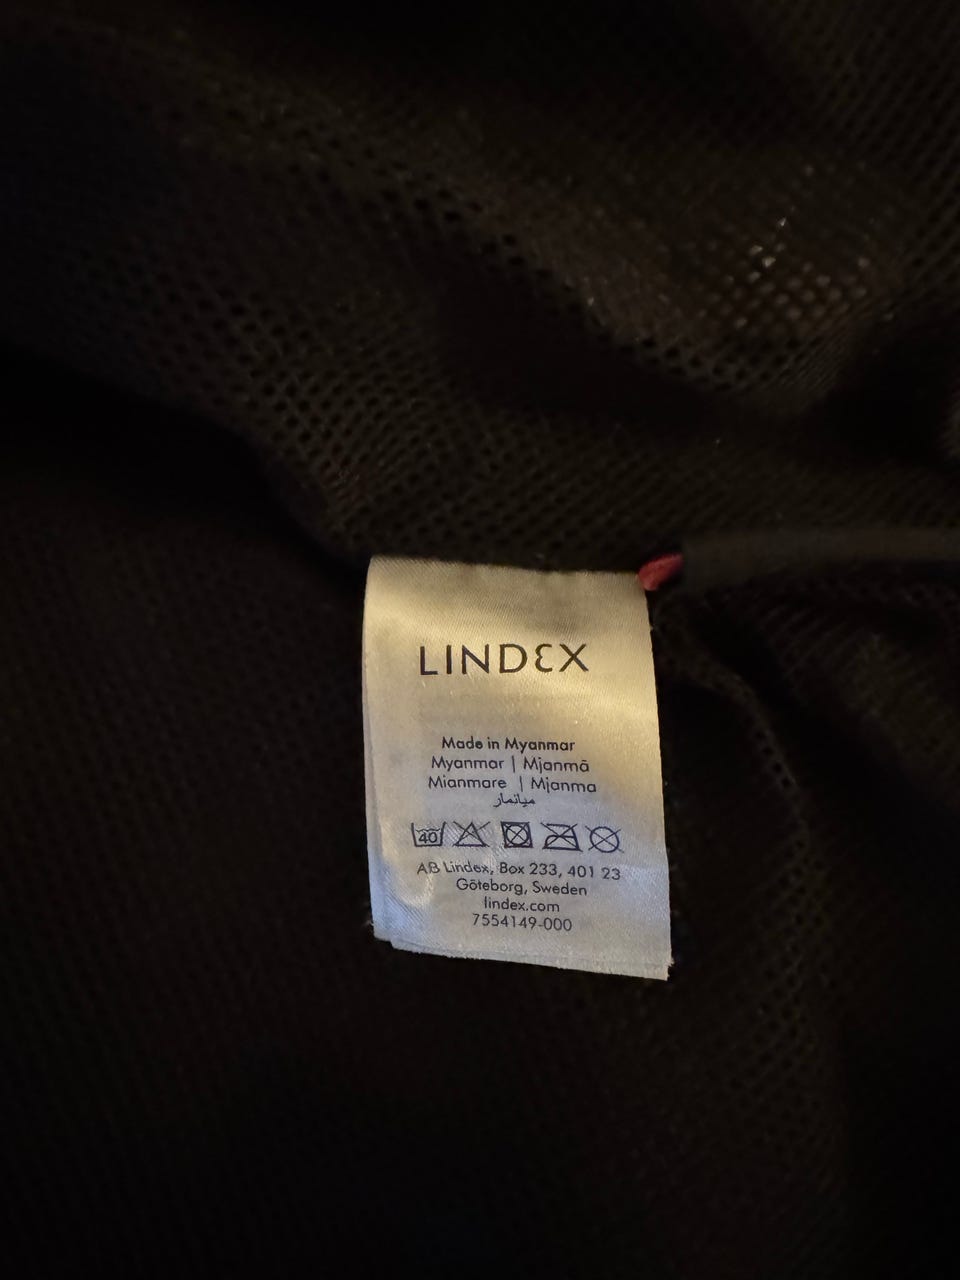 LINDEX
Made in Myanmar
Myanmar | Mjanmā
Mianmare | Mjanma
ميانمار
40
AB Lindex, Box 233, 401 23
Göteborg, Sweden
lindex.com
7554149-000